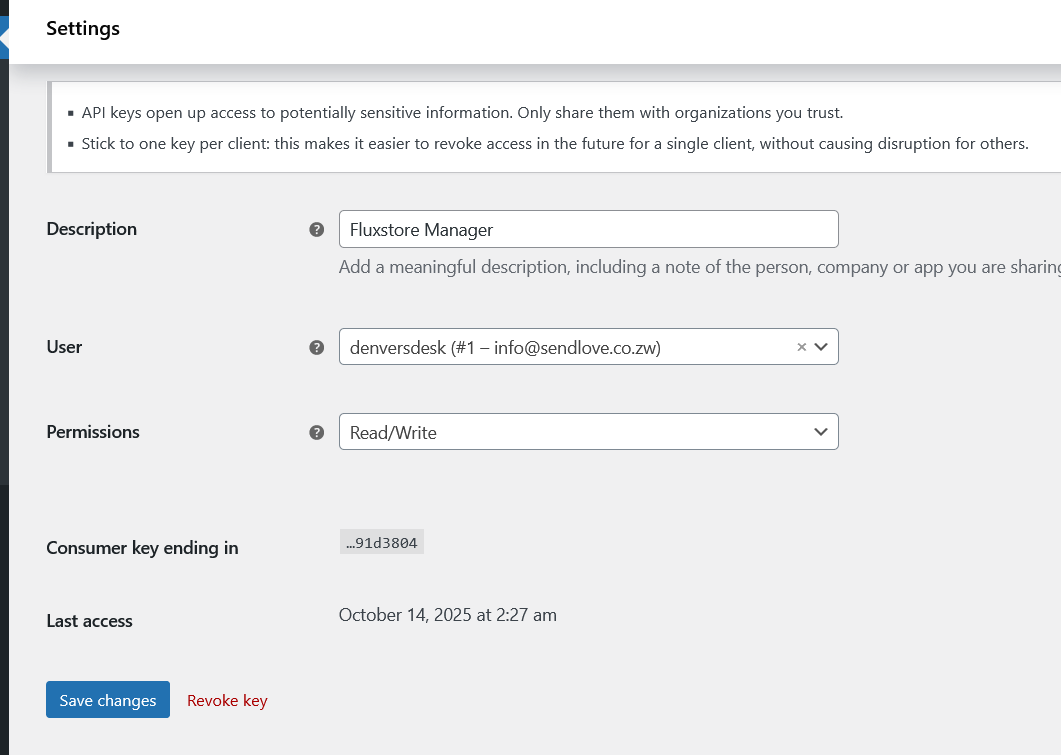 Settings
▪ API keys open up access to potentially sensitive information. Only share them with organizations you trust.
▪ Stick to one key per client: this makes it easier to revoke access in the future for a single client, without causing disruption for others.
Description
Fluxstore Manager
Add a meaningful description, including a note of the person, company or app you are sharing
User
denversdesk (#1 – info@sendlove.co.zw)
Permissions
Read/Write
Consumer key ending in
…91d3804
Last access
October 14, 2025 at 2:27 am
Save changes Revoke key